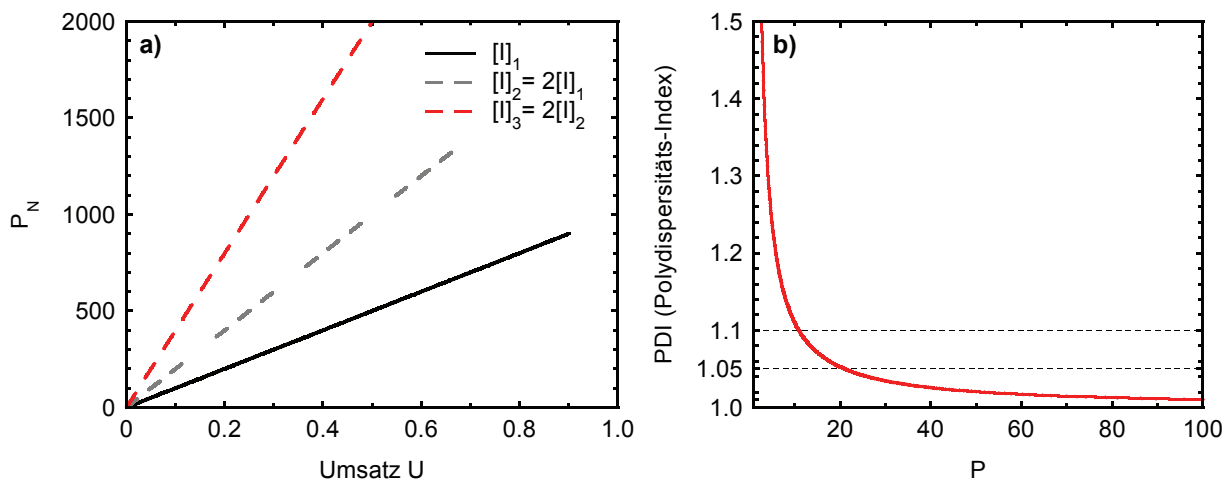 a)
[I]1
[I]2= 2[I]1
[I]3= 2[I]2
2000
1500
1000
500
0
PN
0
0.2
0.4
0.6
0.8
1.0
Umsatz U
b)
1.5
1.4
1.3
1.2
1.1
1.05
1.0
PDI (Polydispersitäts-Index)
20
40
60
80
100
P